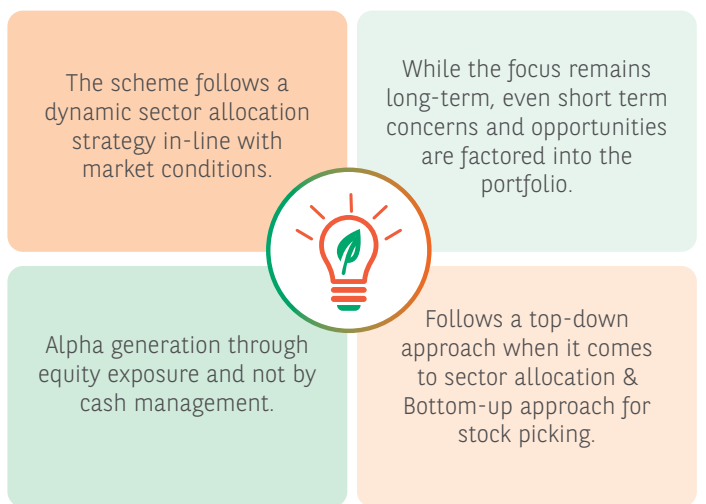 The scheme follows a
dynamic sector allocation
strategy in-line with
market conditions.
While the focus remains
long-term, even short term
concerns and opportunities
are factored into the
portfolio.
Alpha generation through
equity exposure and not by
cash management.
Follows a top-down
approach when it comes
to sector allocation &
Bottom-up approach for
stock picking.